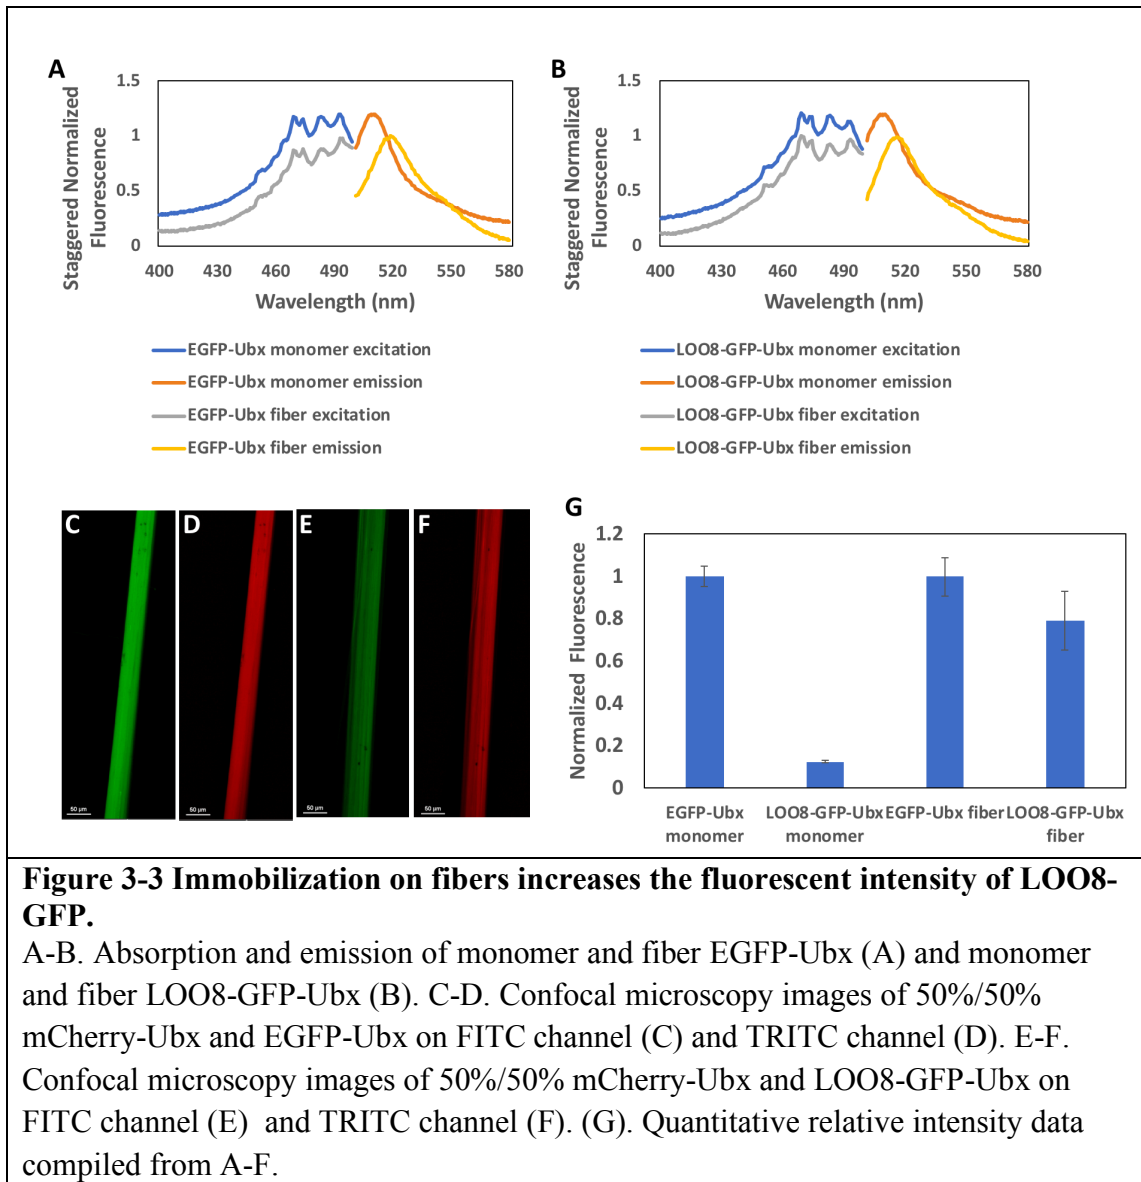 A
Staggered Normalized
Fluorescence
1.5
1
0.5
0
400 430 460 490 520 550 580
Wavelength (nm)
EGFP-Ubx monomer excitation
EGFP-Ubx monomer emission
EGFP-Ubx fiber excitation
EGFP-Ubx fiber emission
B
Staggered Normalized
Fluorescence
1.5
1
0.5
0
400 430 460 490 520 550 580
Wavelength (nm)
LOO8-GFP-Ubx monomer excitation
LOO8-GFP-Ubx monomer emission
LOO8-GFP-Ubx fiber excitation
LOO8-GFP-Ubx fiber emission
C
50 µm
D
50 µm
E
50 µm
F
50 µm
G
Normalized Fluorescence
1.2
1
0.8
0.6
0.4
0.2
0
EGFP-Ubx LOO8-GFP-Ubx EGFP-Ubx fiber LOO8-GFP-Ubx
monomer monomer fiber
Figure 3-3 Immobilization on fibers increases the fluorescent intensity of LOO8-
GFP.
A-B. Absorption and emission of monomer and fiber EGFP-Ubx (A) and monomer
and fiber LOO8-GFP-Ubx (B). C-D. Confocal microscopy images of 50%/50%
mCherry-Ubx and EGFP-Ubx on FITC channel (C) and TRITC channel (D). E-F.
Confocal microscopy images of 50%/50% mCherry-Ubx and LOO8-GFP-Ubx on
FITC channel (E) and TRITC channel (F). (G). Quantitative relative intensity data
compiled from A-F.